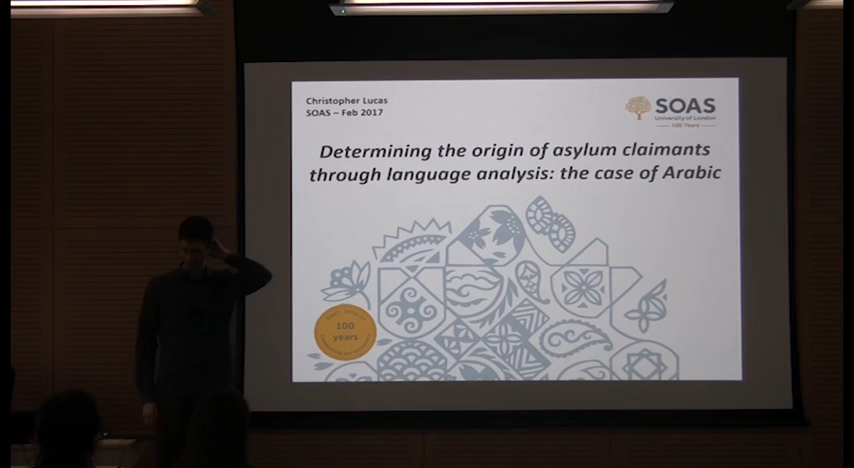 Christopher Lucas
SOAS – Feb 2017
SOAS
University of London
100 Years
Determining the origin of asylum claimants
through language analysis: the case of Arabic
100
years